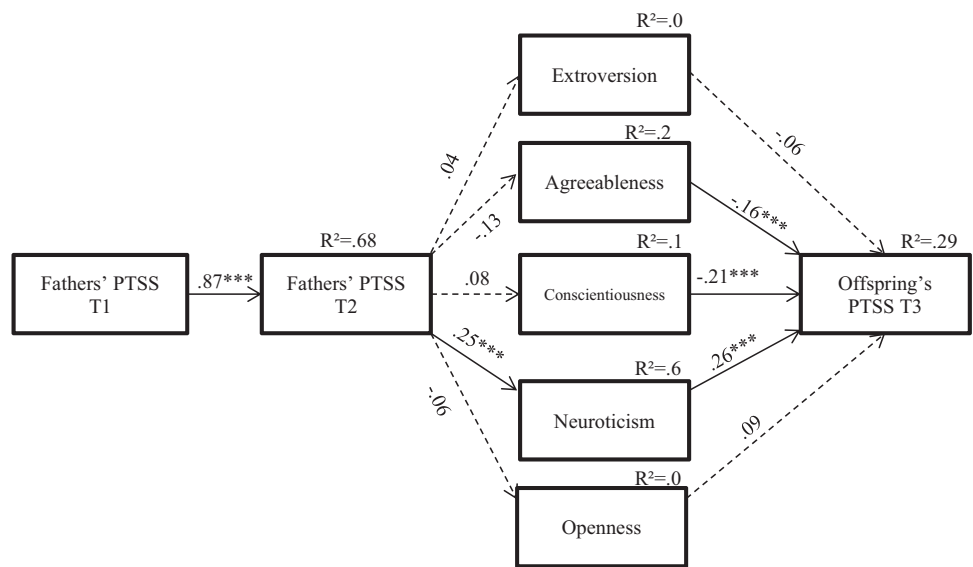 R²=.0
Extroversion
R²=.2
Agreeableness
-.06
.04
-.13
-.16***
R²=.68
R²=.1
R²=.29
Fathers’ PTSS
T1
.87***
Fathers’ PTSS
T2
.08
Conscientiousness
-.21***
Offspring’s
PTSS T3
.25***
.26***
R²=.6
Neuroticism
-.06
.09
R²=.0
Openness